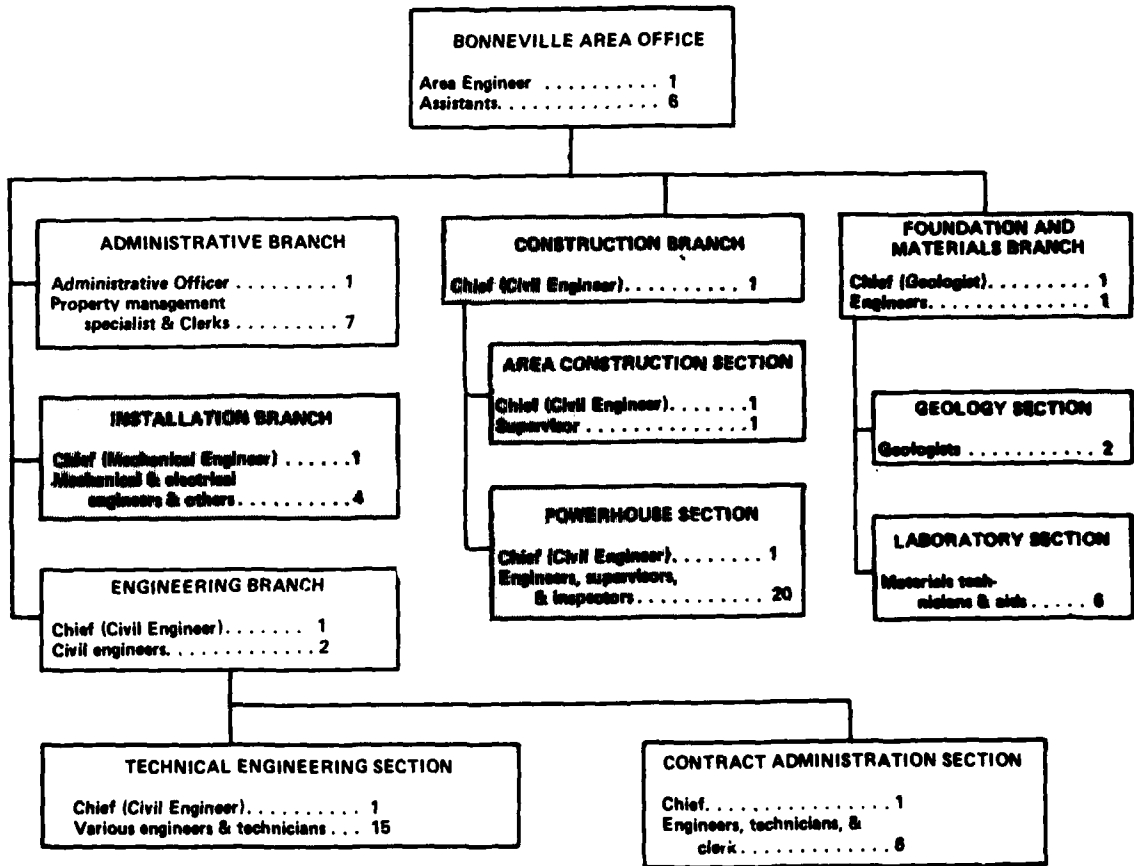 BONNEVILLE AREA OFFICE
Area Engineer . . . . . . . . . . 1
Assistants. . . . . . . . . . . . . . 6
ADMINISTRATIVE BRANCH
Administrative Officer . . . . . . . . . 1
Property management
specialist & Clerks . . . . . . . . . 7
INSTALLATION BRANCH
Chief (Mechanical Engineer) . . . . . . 1
Mechanical & electrical
engineers & others . . . . . . . . . . 4
ENGINEERING BRANCH
Chief (Civil Engineer) . . . . . . . 1
Civil engineers. . . . . . . . . . . . . 2
CONSTRUCTION BRANCH
Chief (Civil Engineer) . . . . . . . . . 1
AREA CONSTRUCTION SECTION
Chief (Civil Engineer) . . . . . . . 1
Supervisor . . . . . . . . . . . . . 1
POWERHOUSE SECTION
Chief (Civil Engineer) . . . . . . . . 1
Engineers, supervisors,
& inspectors . . . . . . . . . . . 20
FOUNDATION AND
MATERIALS BRANCH
Chief (Geologist) . . . . . . . . . 1
Engineers. . . . . . . . . . . . . . 1
GEOLOGY SECTION
Geologists . . . . . . . . . . . 2
LABORATORY SECTION
Materials tech-
nicians & aids . . . . . 6
TECHNICAL ENGINEERING SECTION
Chief (Civil Engineer) . . . . . . . . . 1
Various engineers & technicians . . . 15
CONTRACT ADMINISTRATION SECTION
Chief. . . . . . . . . . . . . . . . 1
Engineers, technicians, &
clerk . . . . . . . . . . . . .